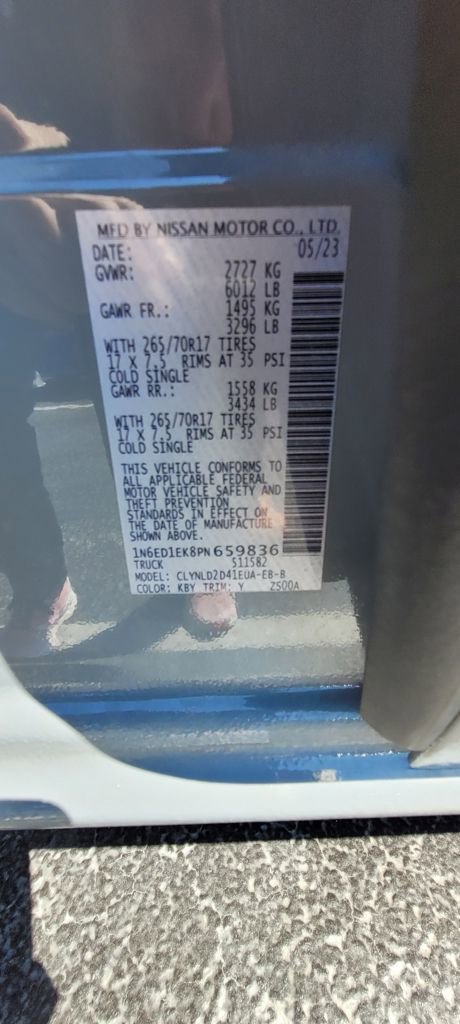 MFD BY NISSAN MOTOR CO., LTD.
DATE: 05/23
GVWR: 2727 KG
6012 LB
GAWR FR.: 1495 KG
3296 LB
WITH 265/70R17 TIRES
17 X 7.5 RIMS AT 35 PSI
COLD SINGLE
GAWR RR.: 1558 KG
3434 LB
WITH 265/70R17 TIRES
17 X 7.5 RIMS AT 35 PSI
COLD SINGLE
THIS VEHICLE CONFORMS TO
ALL APPLICABLE FEDERAL
MOTOR VEHICLE SAFETY AND
THEFT PREVENTION
STANDARDS IN EFFECT ON
THE DATE OF MANUFACTURE
SHOWN ABOVE.
1N6ED1EK8PN659836
TRUCK 511582
MODEL: CLYNLD2D41EUA-EB-B
COLOR: KBY TRIM: Y Z500A